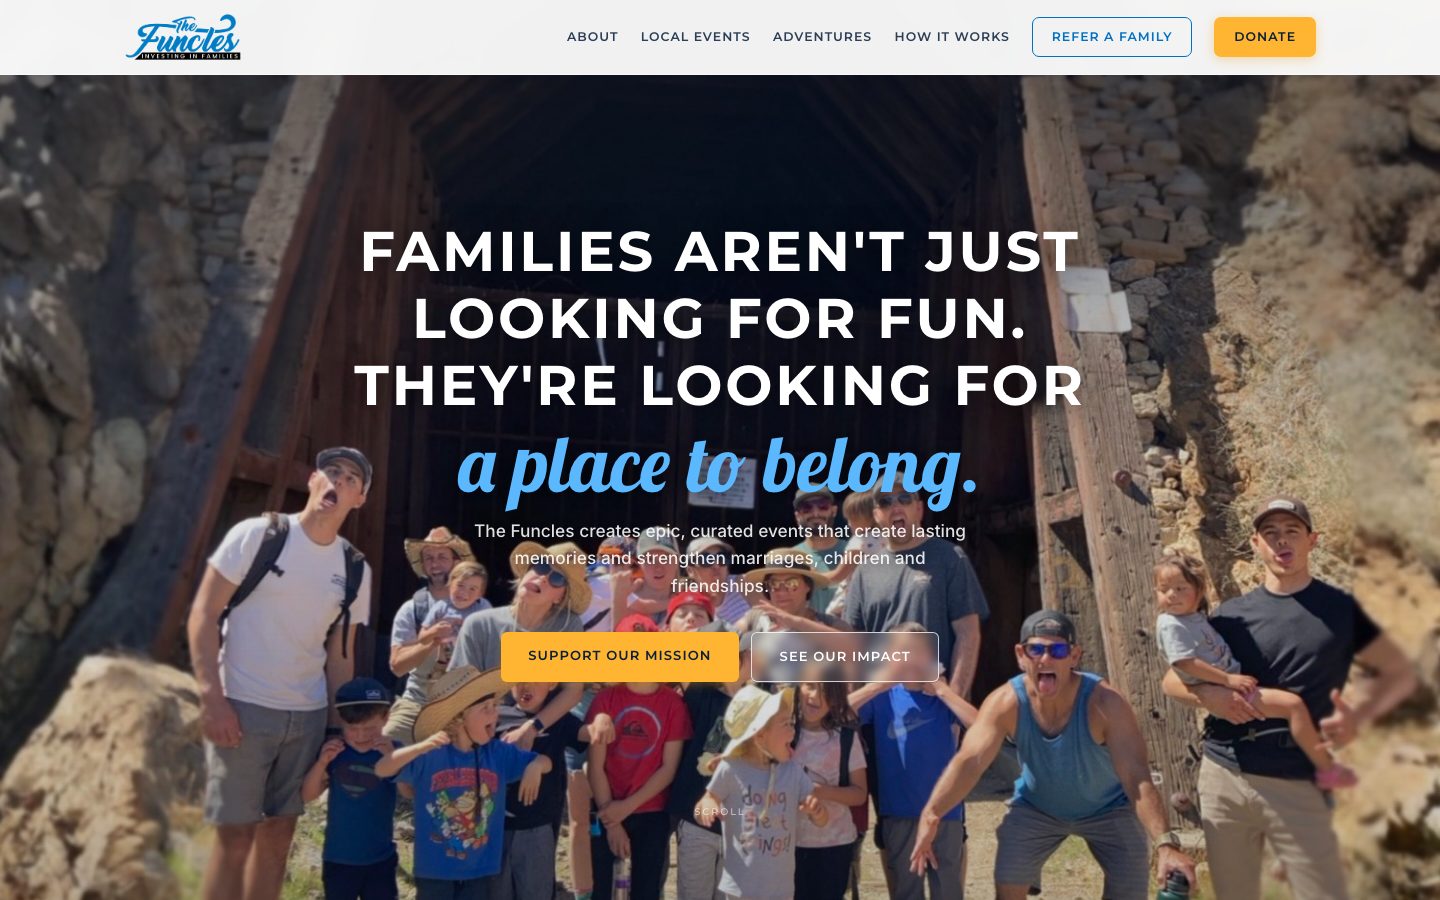 The
Funcles
INVESTING IN FAMILIES
ABOUT
LOCAL EVENTS
ADVENTURES
HOW IT WORKS
REFER A FAMILY
DONATE
FAMILIES AREN'T JUST
LOOKING FOR FUN.
THEY'RE LOOKING FOR
a place to belong.
The Funcles creates epic, curated events that create lasting
memories and strengthen marriages, children and
friendships.
SUPPORT OUR MISSION
SEE OUR IMPACT
SCROLL
doing